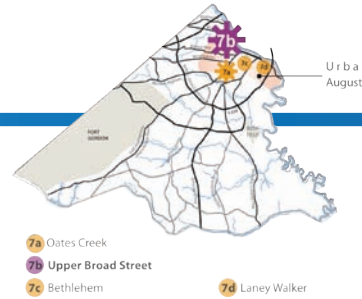 7b
7c
7d
7a
Urba
August
FORT
GORDON
7a Oates Creek
7b Upper Broad Street
7c Bethlehem
7d Laney Walker